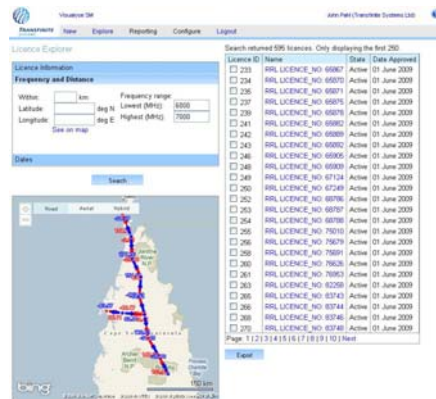 Visualyse SM
John Pahl (Transfinite Systems Ltd)
TRANSFINITE
New Explore Reporting Configure Logout
Licence Explorer
Search returned 595 licences. Only displaying the first 250.
Licence Information
Frequency and Distance
Within: km
Latitude: deg N
Longitude: deg E
See on map
Frequency range:
Lowest (MHz): 6800
Highest (MHz): 7000
Dates
Search
Road Aerial Hybrid
150 km
bing
Licence ID Name State Date Approved
233 RRL LICENCE_NO: 65867 Active 01 June 2009
234 RRL LICENCE_NO: 65870 Active 01 June 2009
235 RRL LICENCE_NO: 65871 Active 01 June 2009
237 RRL LICENCE_NO: 65875 Active 01 June 2009
239 RRL LICENCE_NO: 65878 Active 01 June 2009
241 RRL LICENCE_NO: 65882 Active 01 June 2009
242 RRL LICENCE_NO: 65889 Active 01 June 2009
243 RRL LICENCE_NO: 65892 Active 01 June 2009
246 RRL LICENCE_NO: 65905 Active 01 June 2009
248 RRL LICENCE_NO: 65909 Active 01 June 2009
249 RRL LICENCE_NO: 67124 Active 01 June 2009
250 RRL LICENCE_NO: 67249 Active 01 June 2009
252 RRL LICENCE_NO: 68786 Active 01 June 2009
253 RRL LICENCE_NO: 68787 Active 01 June 2009
254 RRL LICENCE_NO: 68788 Active 01 June 2009
255 RRL LICENCE_NO: 75010 Active 01 June 2009
256 RRL LICENCE_NO: 75679 Active 01 June 2009
258 RRL LICENCE_NO: 75691 Active 01 June 2009
260 RRL LICENCE_NO: 76626 Active 01 June 2009
261 RRL LICENCE_NO: 76953 Active 01 June 2009
263 RRL LICENCE_NO: 82258 Active 01 June 2009
265 RRL LICENCE_NO: 83743 Active 01 June 2009
266 RRL LICENCE_NO: 83744 Active 01 June 2009
268 RRL LICENCE_NO: 83746 Active 01 June 2009
270 RRL LICENCE_NO: 83748 Active 01 June 2009
Page: 1 | 2 | 3 | 4 | 5 | 6 | 7 | 8 | 9 | 10 | Next
Export